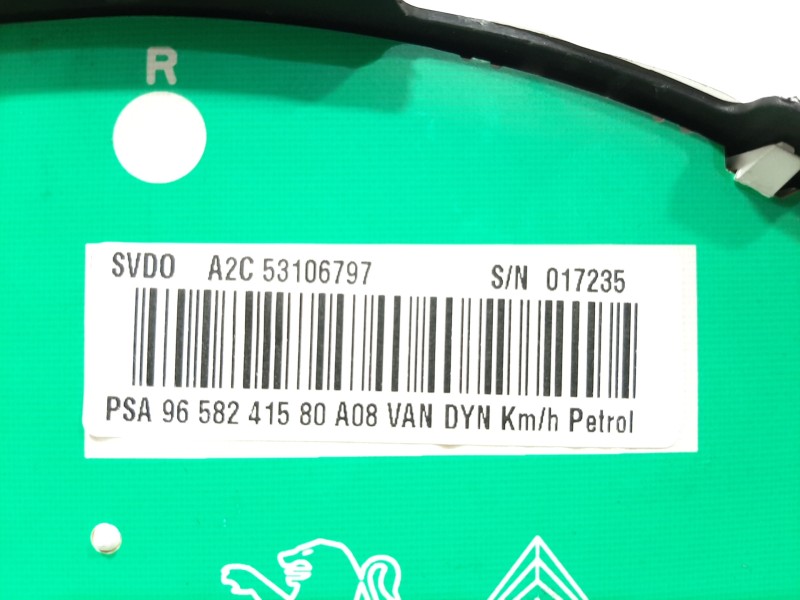 R
SVDO A2C 53106797 S/N 017235
PSA 96 582 415 80 A08 VAN DYN Km/h Petrol